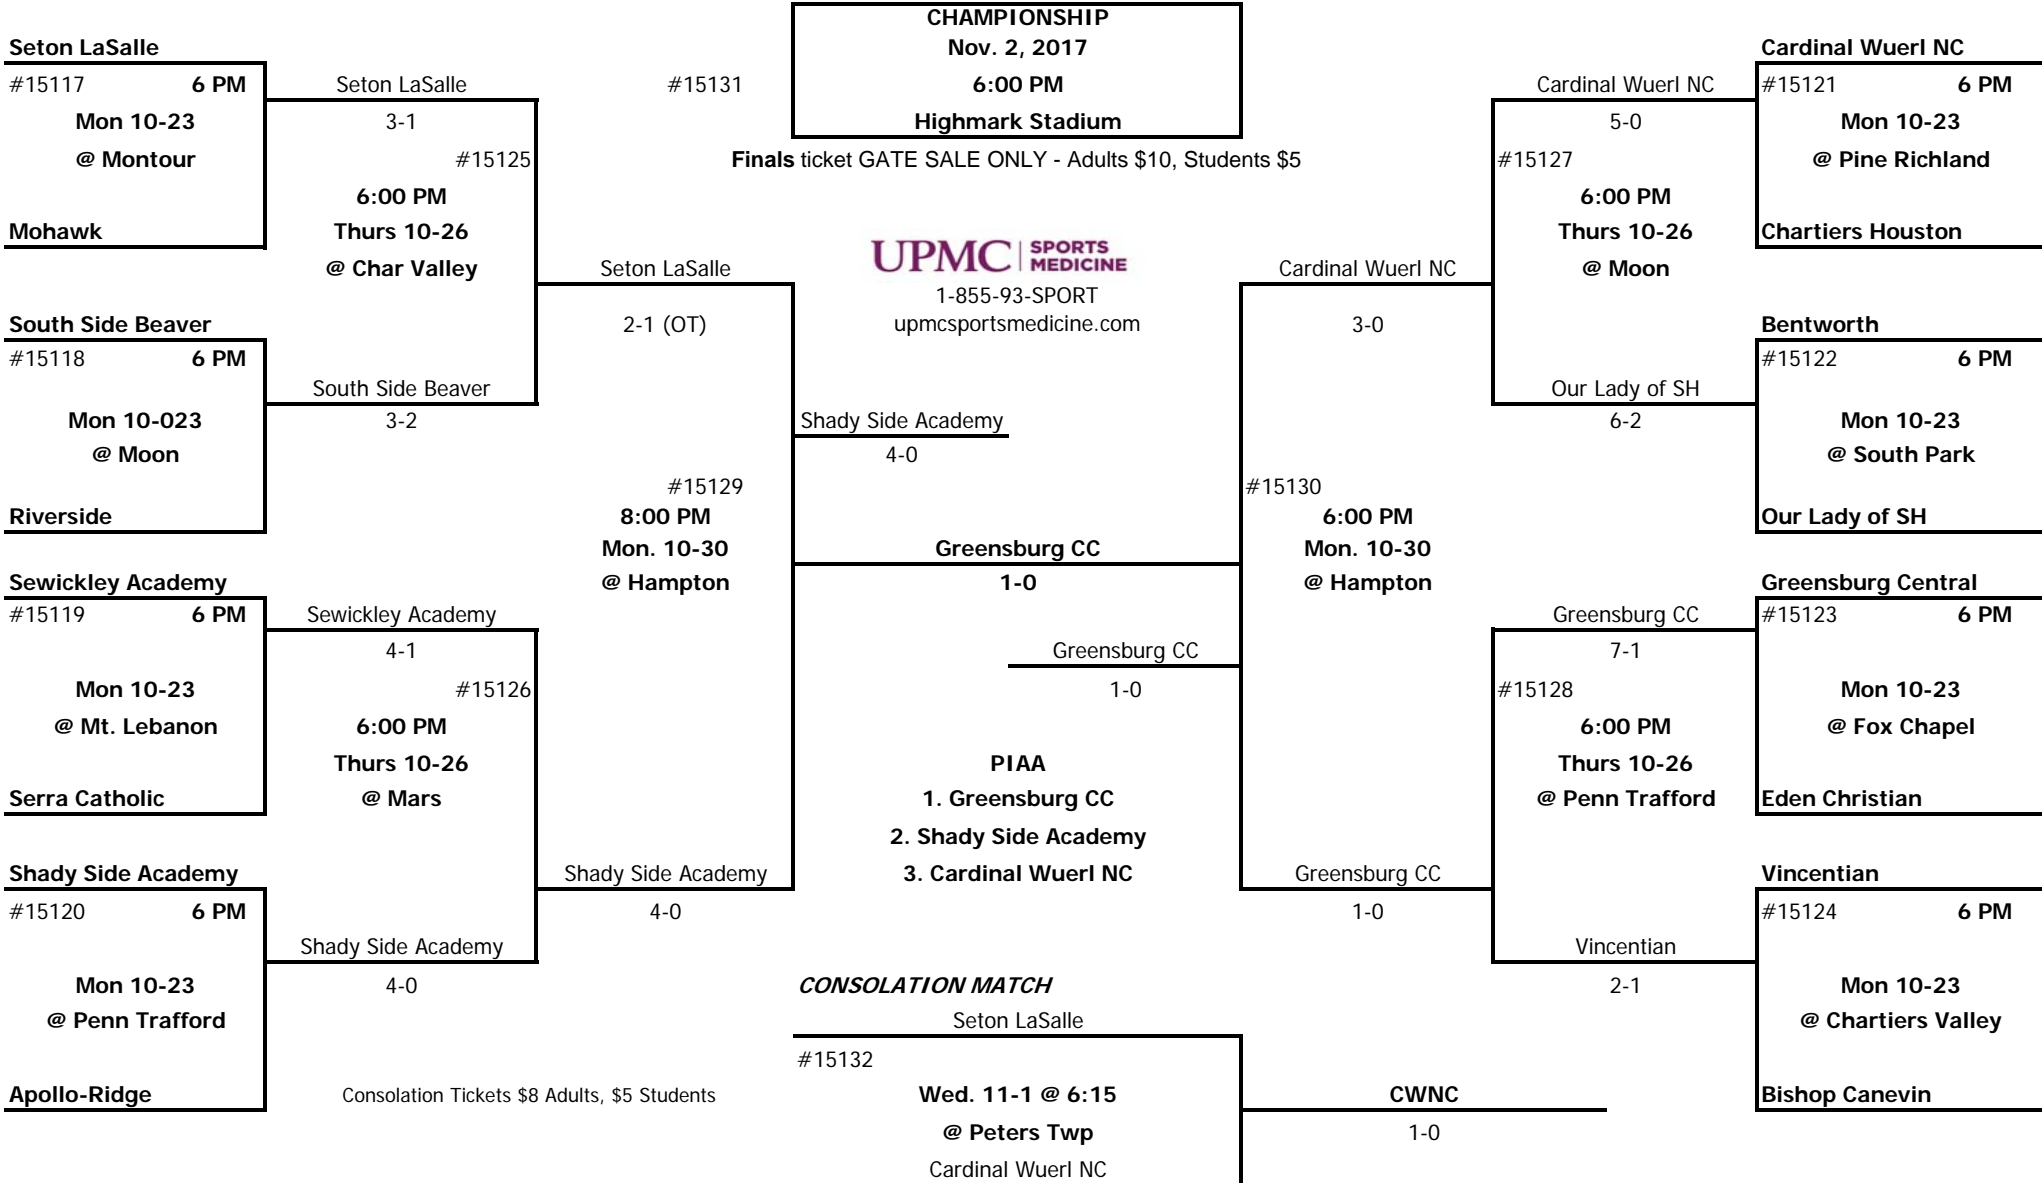 CHAMPIONSHIP
Nov. 2, 2017
#15131
6:00 PM
Highmark Stadium
Finals ticket GATE SALE ONLY - Adults $10, Students $5
Seton LaSalle
#15117 6 PM
Mon 10-23
@ Montour
Mohawk
Seton LaSalle
3-1
#15125
6:00 PM
Thurs 10-26
@ Char Valley
South Side Beaver
#15118 6 PM
Mon 10-023
@ Moon
Riverside
South Side Beaver
3-2
Seton LaSalle
2-1 (OT)
Sewickley Academy
#15119 6 PM
Mon 10-23
@ Mt. Lebanon
Serra Catholic
Sewickley Academy
4-1
#15126
6:00 PM
Thurs 10-26
@ Mars
Shady Side Academy
#15120 6 PM
Mon 10-23
@ Penn Trafford
Apollo-Ridge
Shady Side Academy
4-0
Shady Side Academy
4-0
#15129
8:00 PM
Mon. 10-30
@ Hampton
UPMC SPORTS
MEDICINE
1-855-93-SPORT
upmcsportsmedicine.com
Shady Side Academy
4-0
Greensburg CC
1-0
Greensburg CC
1-0
PIAA
1. Greensburg CC
2. Shady Side Academy
3. Cardinal Wuerl NC
Cardinal Wuerl NC
3-0
#15130
6:00 PM
Mon. 10-30
@ Hampton
Greensburg CC
1-0
Cardinal Wuerl NC
5-0
#15127
6:00 PM
Thurs 10-26
@ Moon
Our Lady of SH
6-2
Greensburg CC
7-1
#15128
6:00 PM
Thurs 10-26
@ Penn Trafford
Vincentian
2-1
Cardinal Wuerl NC
#15121 6 PM
Mon 10-23
@ Pine Richland
Chartiers Houston
Bentworth
#15122 6 PM
Mon 10-23
@ South Park
Our Lady of SH
Greensburg Central
#15123 6 PM
Mon 10-23
@ Fox Chapel
Eden Christian
Vincentian
#15124 6 PM
Mon 10-23
@ Chartiers Valley
Bishop Canevin
CONSOLATION MATCH
Seton LaSalle
#15132
Consolation Tickets $8 Adults, $5 Students
Wed. 11-1 @ 6:15
@ Peters Twp
Cardinal Wuerl NC
CWNC
1-0